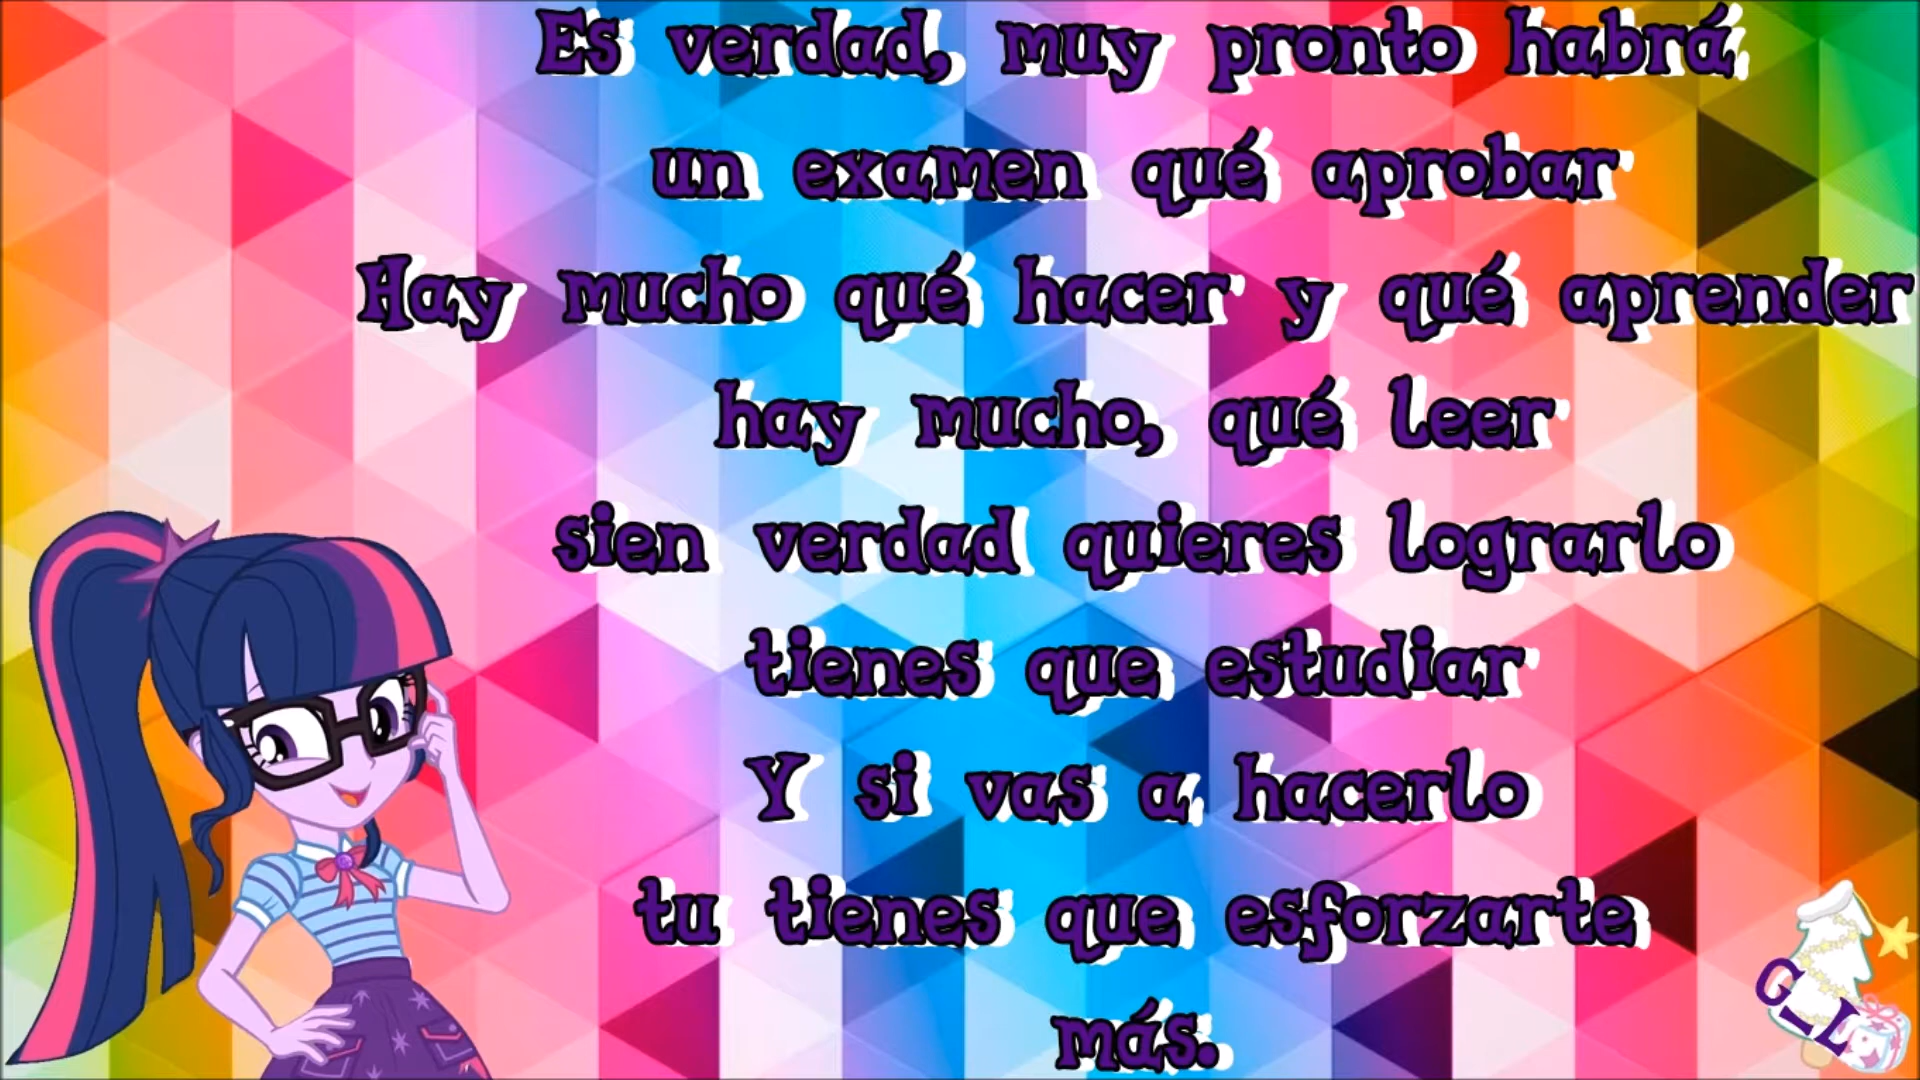 Es verdad, muy pronto habrá
un examen qué aprobar
Hay mucho qué hacer y qué aprender
hay mucho, qué leer
sien verdad quieres lograrlo
tienes que estudiar
Y si vas a hacerlo
tu tienes que esforzarte
más.
G_L